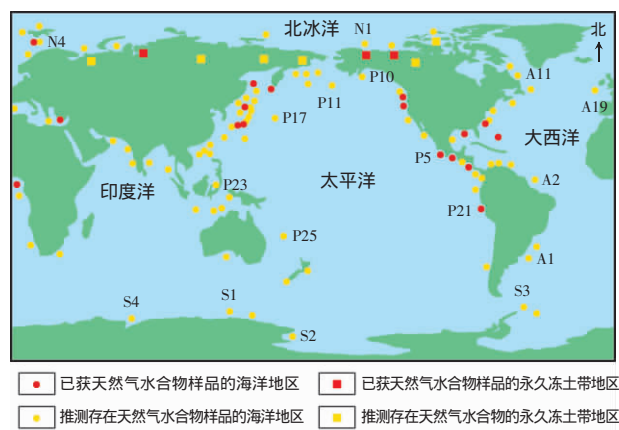 北冰洋
N1
北
N4
P10
P11
A11
A19
P17
大西洋
P5
太平洋
印度洋
P23
A2
P21
P25
A1
S4
S1
S3
S2
已获天然气水合物样品的海洋地区
已获天然气水合物样品的永久冻土带地区
推测存在天然气水合物样品的海洋地区
推测存在天然气水合物的永久冻土带地区